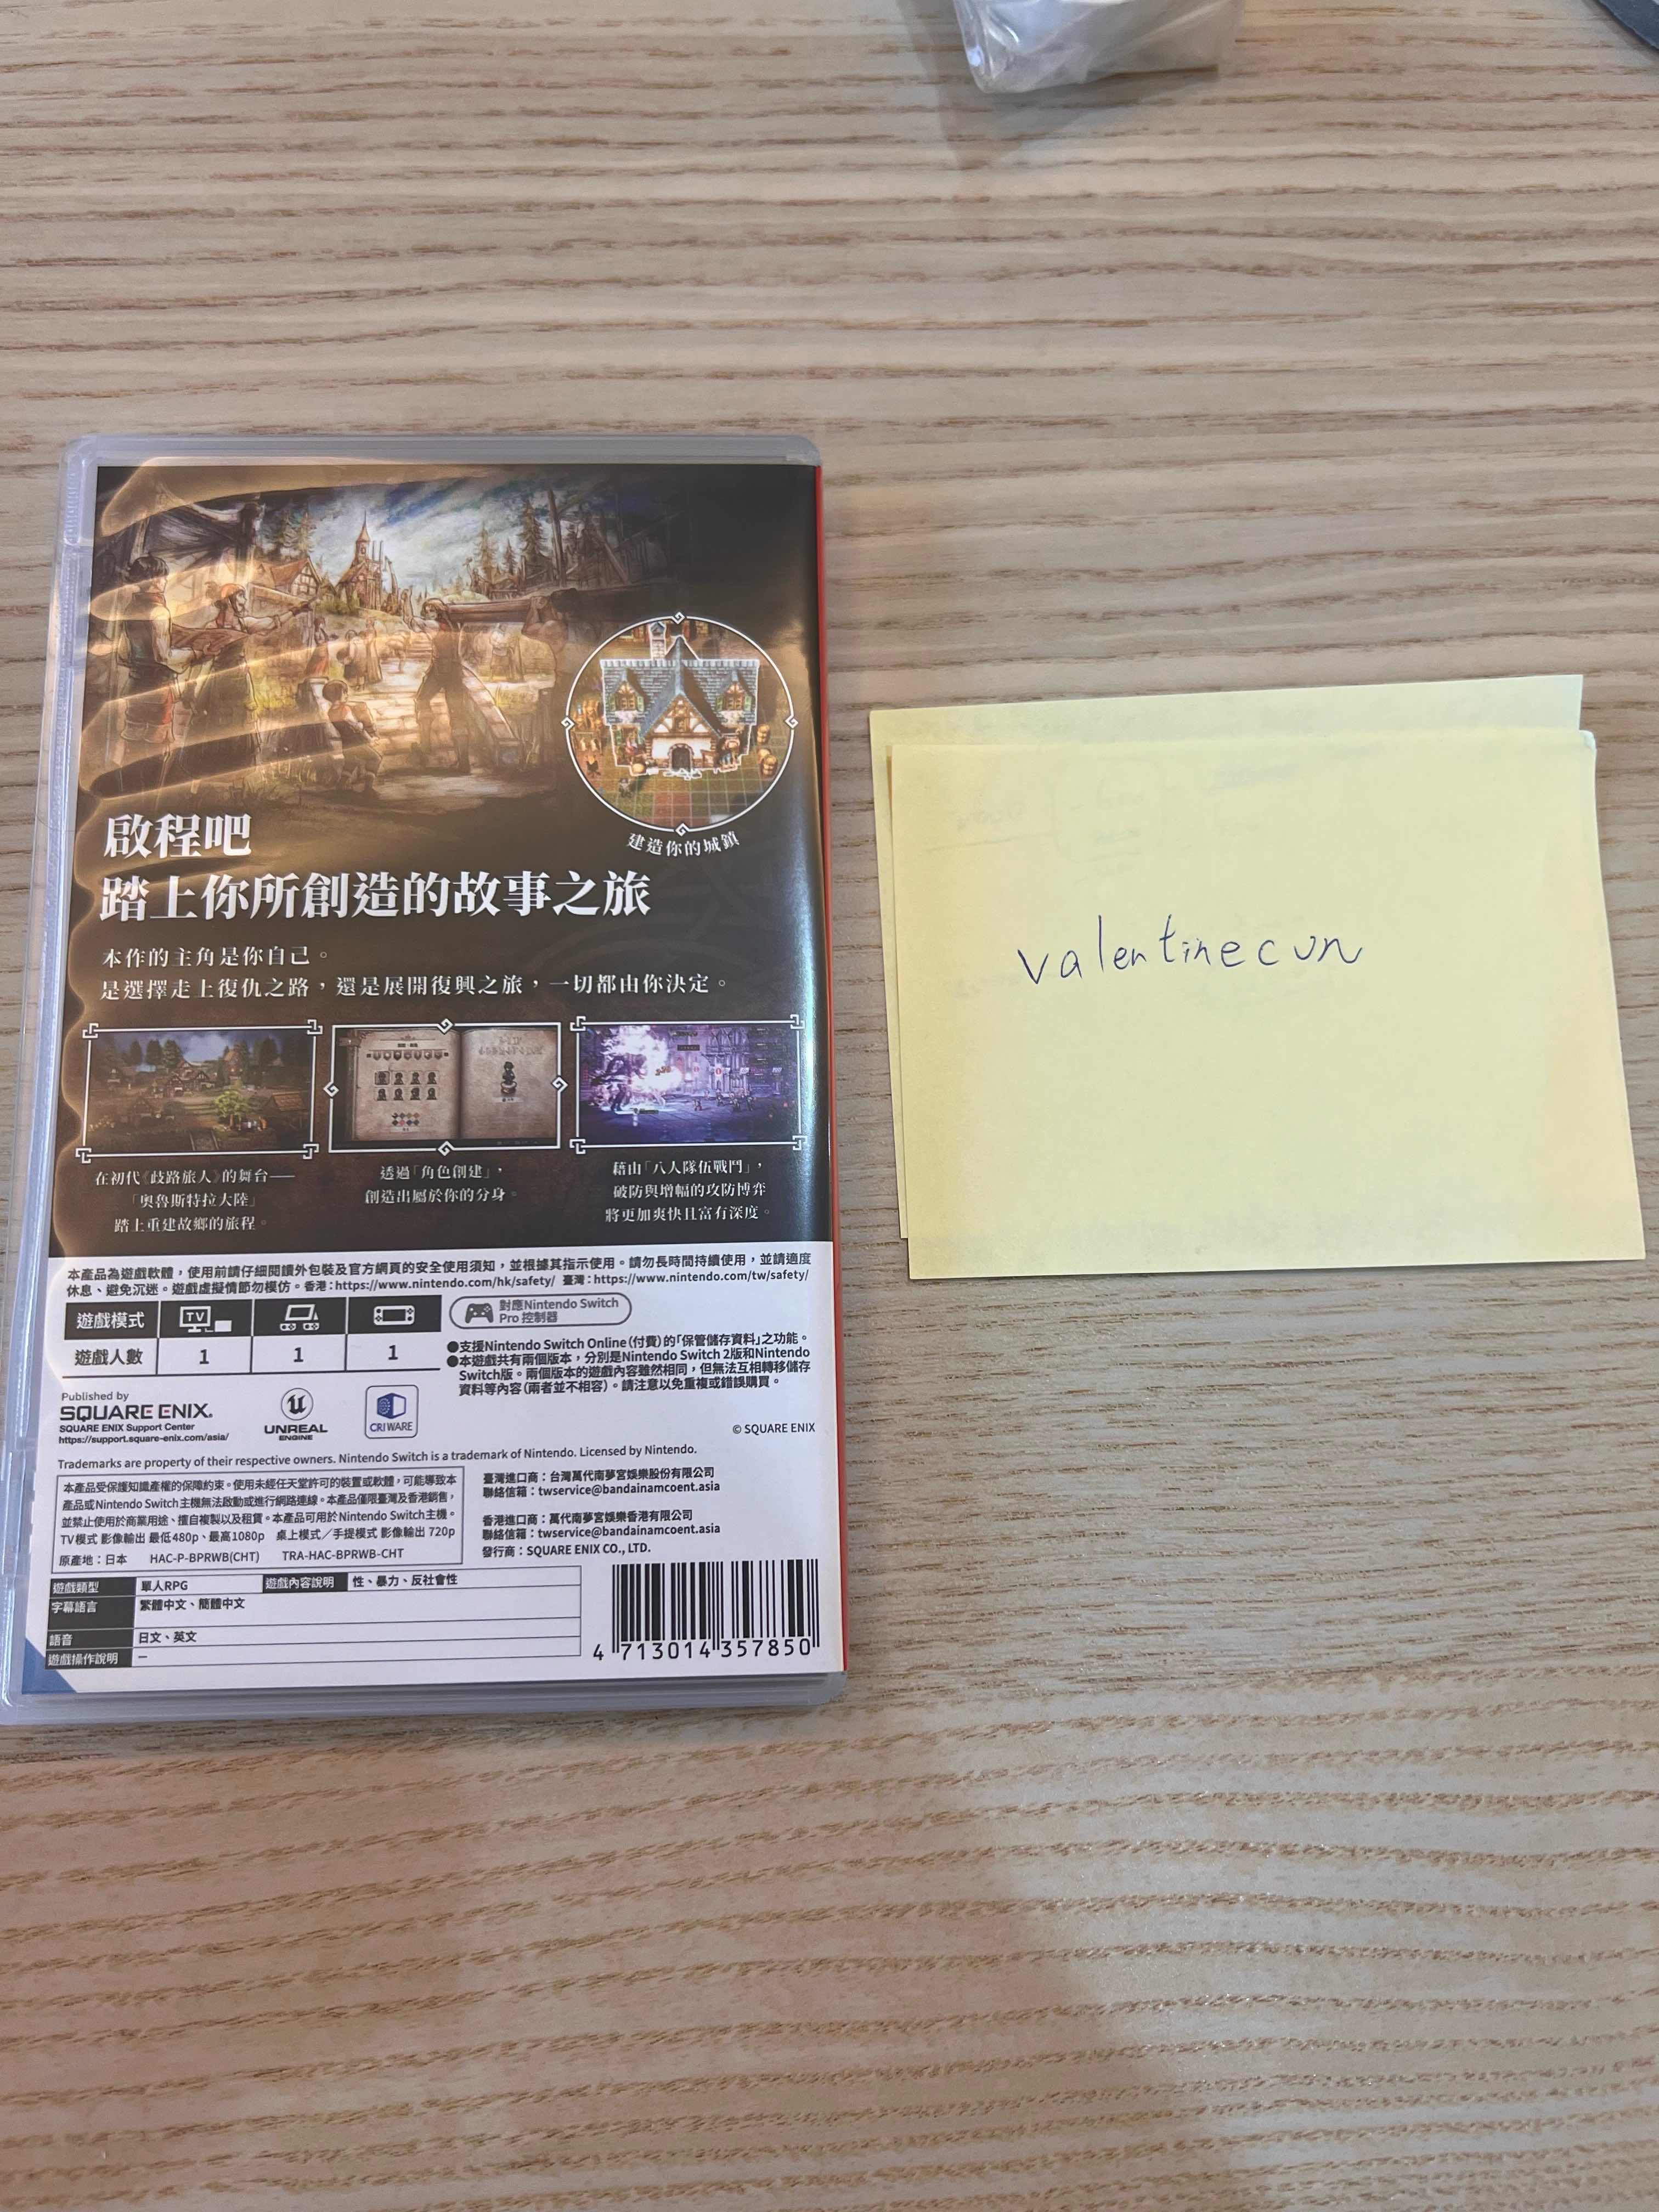 啟程吧
踏上你所創造的故事之旅
建造你的城鎮
本作的主角是你自己。
是選擇走上復仇之路，還是展開復興之旅，一切都由你決定。
在初代《歧路旅人》的舞台——
「奧魯斯特拉大陸」
踏上重建故鄉的旅程。
透過「角色創建」，
創造出屬於你的分身。
藉由「八人隊伍戰鬥」，
破防與增幅的攻防博弈
將更加爽快且富有深度。
本產品為遊戲軟體，使用前請仔細閱讀外包裝及官方網頁的安全使用須知，並根據其指示使用。請勿長時間持續使用，並請適度
休息、避免沉迷。遊戲虛擬情節勿模仿。香港：https://www.nintendo.com/hk/safety/ 臺灣：https://www.nintendo.com/tw/safety/
遊戲模式 TV
遊戲人數 1 1 1
對應Nintendo Switch
Pro 控制器
●支援Nintendo Switch Online（付費）的「保管儲存資料」之功能。
●本遊戲共有兩個版本，分別是Nintendo Switch 2版和Nintendo
Switch版。兩個版本的遊戲內容雖然相同，但無法互相轉移儲存
資料等內容（兩者並不相容）。請注意以免重複或錯誤購買。
Published by
SQUARE ENIX.
SQUARE ENIX Support Center
https://support.square-enix.com/asia/
UNREAL
ENGINE
CRIWARE
© SQUARE ENIX
Trademarks are property of their respective owners. Nintendo Switch is a trademark of Nintendo. Licensed by Nintendo.
本產品受保護知識產權的保障約束。使用未經任天堂許可的裝置或軟體，可能導致本
產品或Nintendo Switch主機無法啟動或進行網路連線。本產品僅限臺灣及香港銷售，
並禁止使用於商業用途、擅自複製以及租賃。本產品可用於Nintendo Switch主機。
TV模式 影像輸出 最低480p、最高1080p 桌上模式／手提模式 影像輸出 720p
原產地：日本 HAC-P-BPRWB(CHT) TRA-HAC-BPRWB-CHT
臺灣進口商：台灣萬代南夢宮娛樂股份有限公司
聯絡信箱：twservice@bandainamcoent.asia
香港進口商：萬代南夢宮娛樂香港有限公司
聯絡信箱：twservice@bandainamcoent.asia
發行商：SQUARE ENIX CO., LTD.
遊戲類型 單人RPG 遊戲內容說明 性、暴力、反社會性
字幕語言 繁體中文、簡體中文
語音 日文、英文
遊戲操作說明 —
4 713014 357850
valentinecun